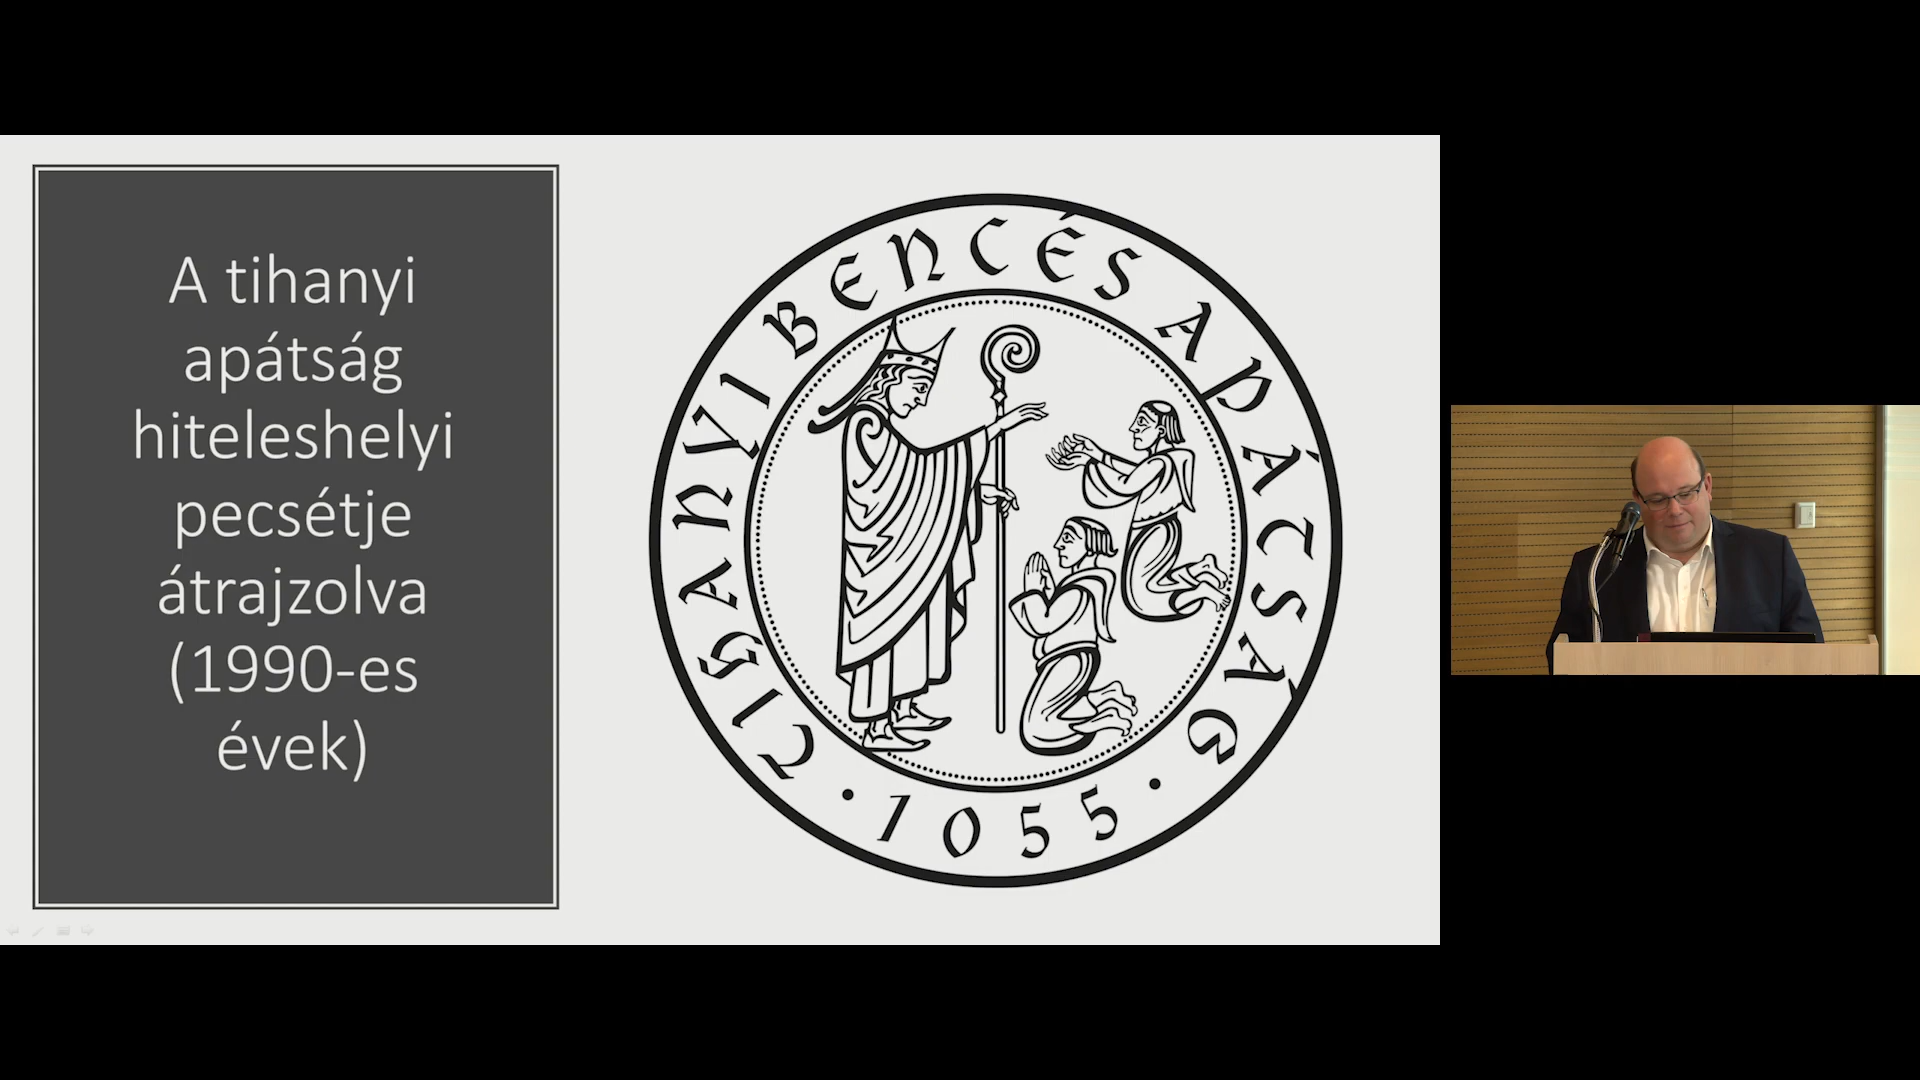 A tihanyi
apátság
hiteleshelyi
pecsétje
átrajzolva
(1990-es
évek)
TIHANYI BENCÉS APÁTSÁG
· 1055 ·